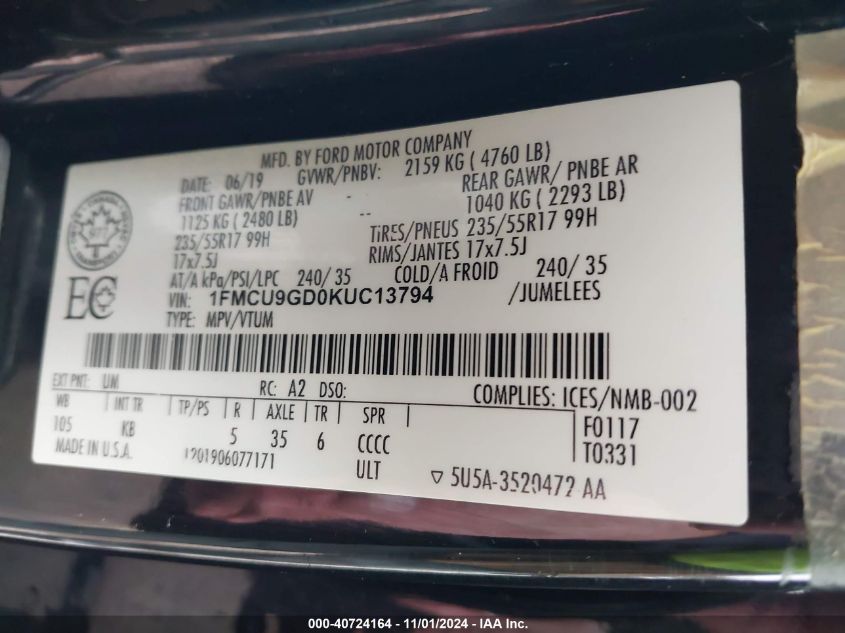 MFD. BY FORD MOTOR COMPANY
DATE: 06/19 GVWR/PNBV: 2159 KG ( 4760 LB)
FRONT GAWR/PNBE AV - REAR GAWR/ PNBE AR
1125 KG ( 2480 LB) - 1040 KG ( 2293 LB)
235/55R17 99H TIRES/PNEUS 235/55R17 99H
17x7.5J RIMS/JANTES 17x7.5J
AT/A kPa/PSI/LPC 240/ 35 COLD/A FROID 240/ 35
VIN: 1FMCU9GD0KUC13794 /JUMELEES
TYPE: MPV/VTUM
EC
EXT PNT: UM RC: A2 DSO: COMPLIES: ICES/NMB-002
WB | INT TR | TP/PS | R | AXLE | TR | SPR | F0117
105 KB 5 35 6 CCCC T0331
MADE IN U.S.A. 1201906077171 ULT ▽ 5U5A-3520472 AA
000-40724164 - 11/01/2024 - IAA Inc.